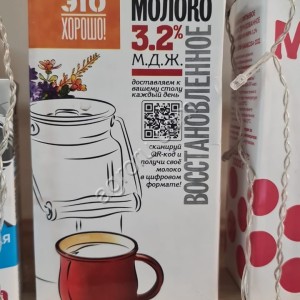 ЭТО
ХОРОШО!
МОЛОКО
3.2%
М.Д.Ж.
ВОССТАНОВЛЕННОЕ
доставляем к
вашему столу
каждый день
сканируй
QR-код и
получи своё
молоко
в цифровом
формате!